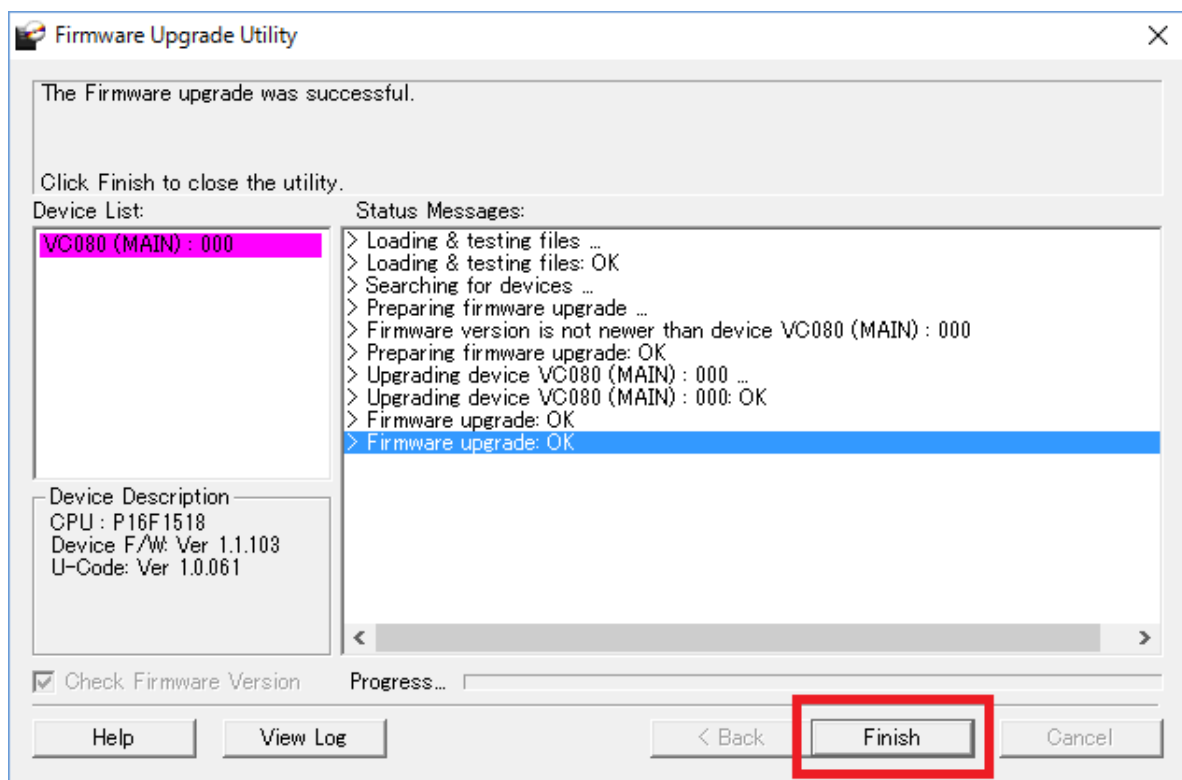 Firmware Upgrade Utility
The Firmware upgrade was successful.
Click Finish to close the utility.
Device List:
VC080 (MAN) : 000
Status Messages:
> Loading & testing files ...
> Loading & testing files: OK
> Searching for devices ...
> Preparing firmware upgrade ...
> Firmware version is not newer than device VC080 (MAIN) : 000
> Preparing firmware upgrade: OK
> Upgrading device VC080 (MAIN) : 000 ...
> Upgrading device VC080 (MAIN) : 000: OK
> Firmware upgrade: OK
> Firmware upgrade: OK
Device Description
CPU : P16F1518
Device F/W: Ver 1.1.103
U-Code: Ver 1.0.061
Check Firmware Version
Progress...
Help
View Log
< Back
Finish
Cancel